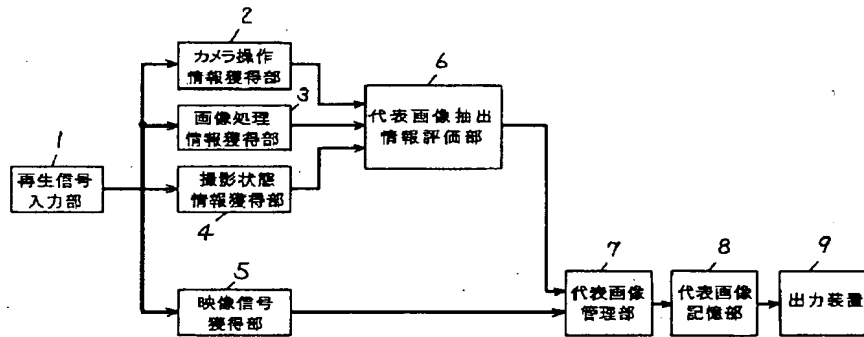 1
再生信号
入力部
2
カメラ操作
情報獲得部
3
画像処理
情報獲得部
撮影状態
情報獲得部
4
5
映像信号
獲得部
6
代表画像抽出
情報評価部
7
代表画像
管理部
8
代表画像
記憶部
9
出力装置